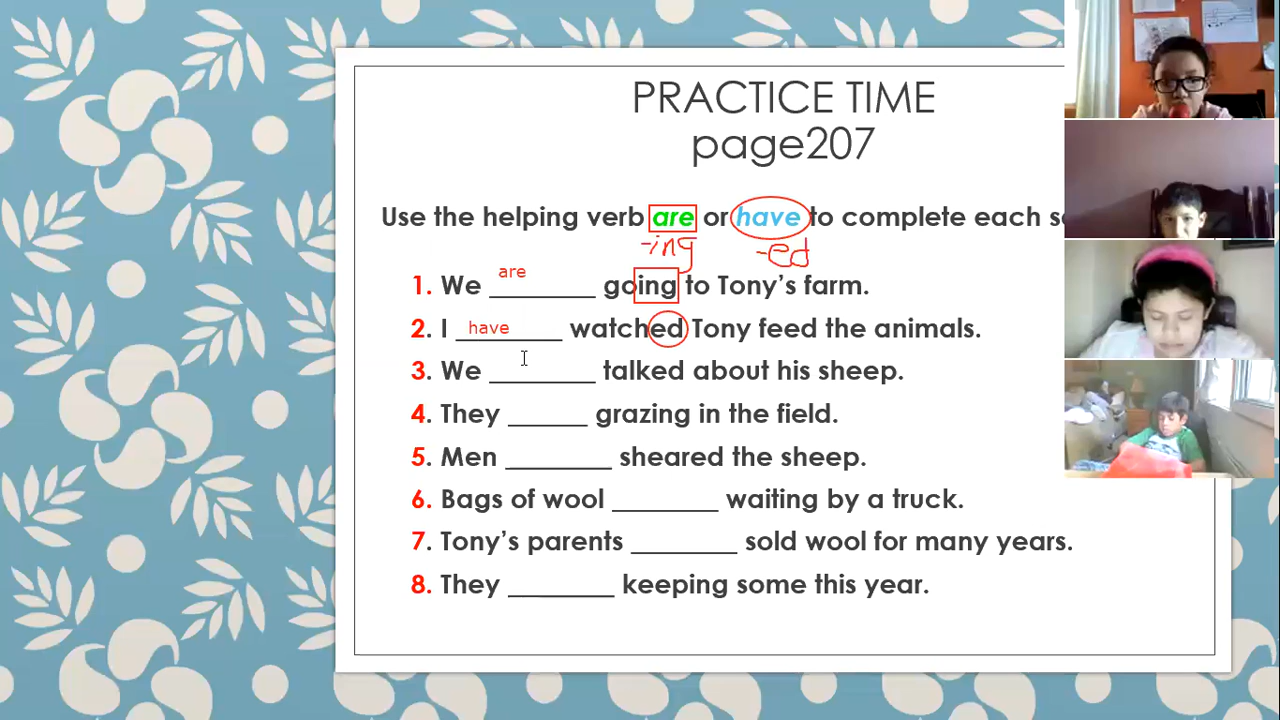 PRACTICE TIME
page207
Use the helping verb are or have to complete each
-ing -ed
1. We are going to Tony's farm.
2. I have watched Tony feed the animals.
3. We ________ talked about his sheep.
4. They ______ grazing in the field.
5. Men ________ sheared the sheep.
6. Bags of wool ________ waiting by a truck.
7. Tony's parents ________ sold wool for many years.
8. They ________ keeping some this year.